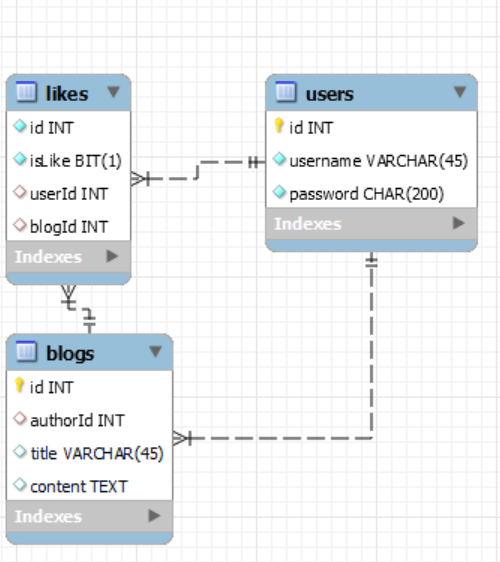 likes
id INT
isLike BIT(1)
userId INT
blogId INT
Indexes
users
id INT
username VARCHAR(45)
password CHAR(200)
Indexes
blogs
id INT
authorId INT
title VARCHAR(45)
content TEXT
Indexes